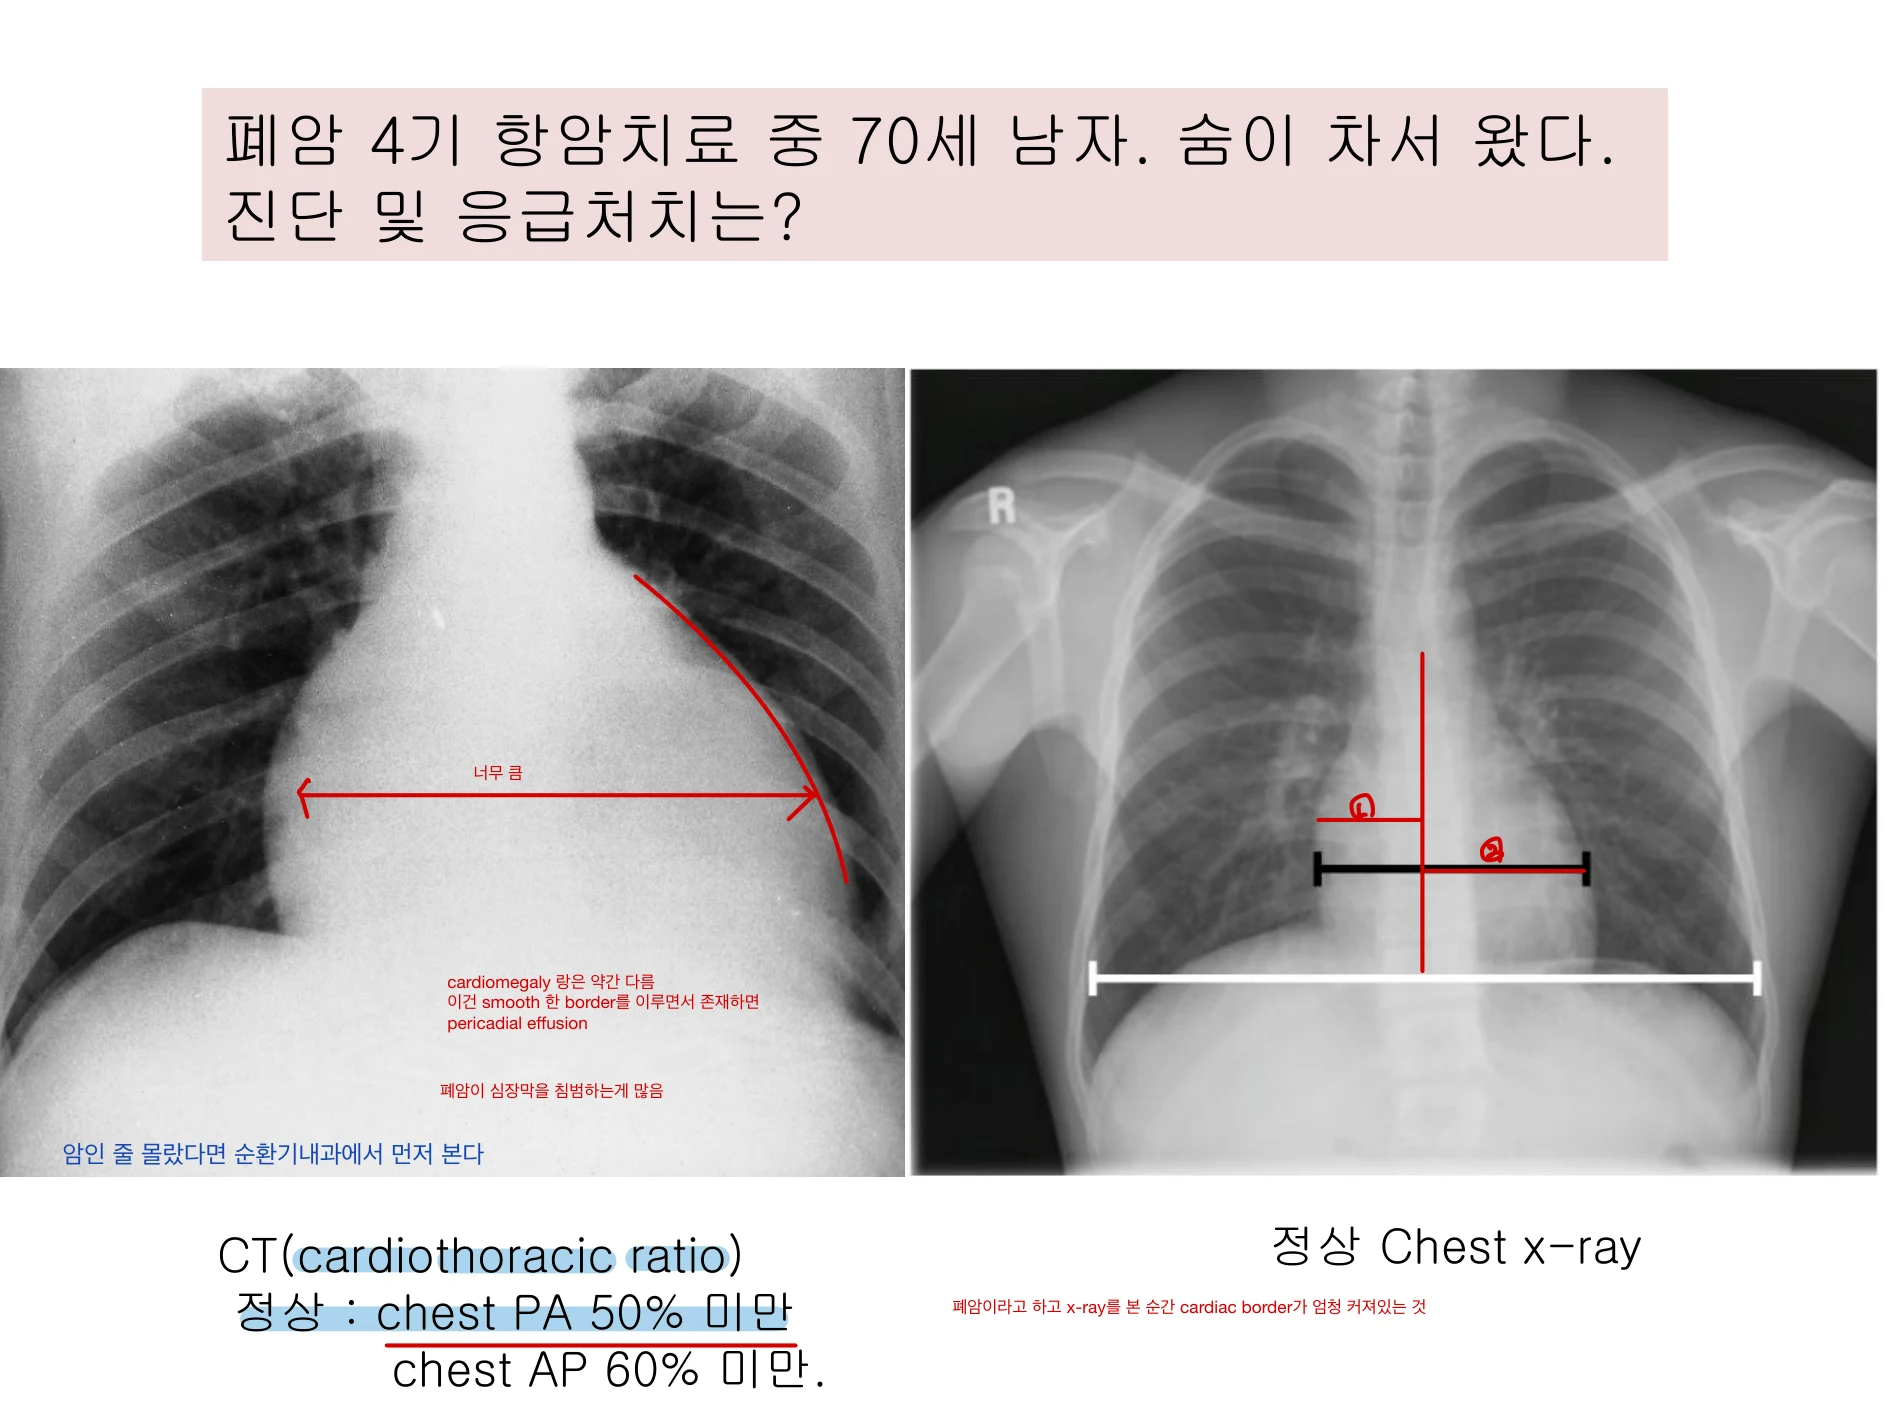 폐암 4기 항암치료 중 70세 남자. 숨이 차서 왔다.
진단 및 응급처치는?
너무 큼
cardiomegaly 랑은 약간 다름
이건 smooth 한 border를 이루면서 존재하면
pericadial effusion
폐암이 심장막을 침범하는게 많음
암인 줄 몰랐다면 순환기내과에서 먼저 본다
R
①
②
CT(cardiothoracic ratio)
정상 : chest PA 50% 미만
chest AP 60% 미만.
정상 Chest x-ray
폐암이라고 하고 x-ray를 본 순간 cardiac border가 엄청 커져있는 것